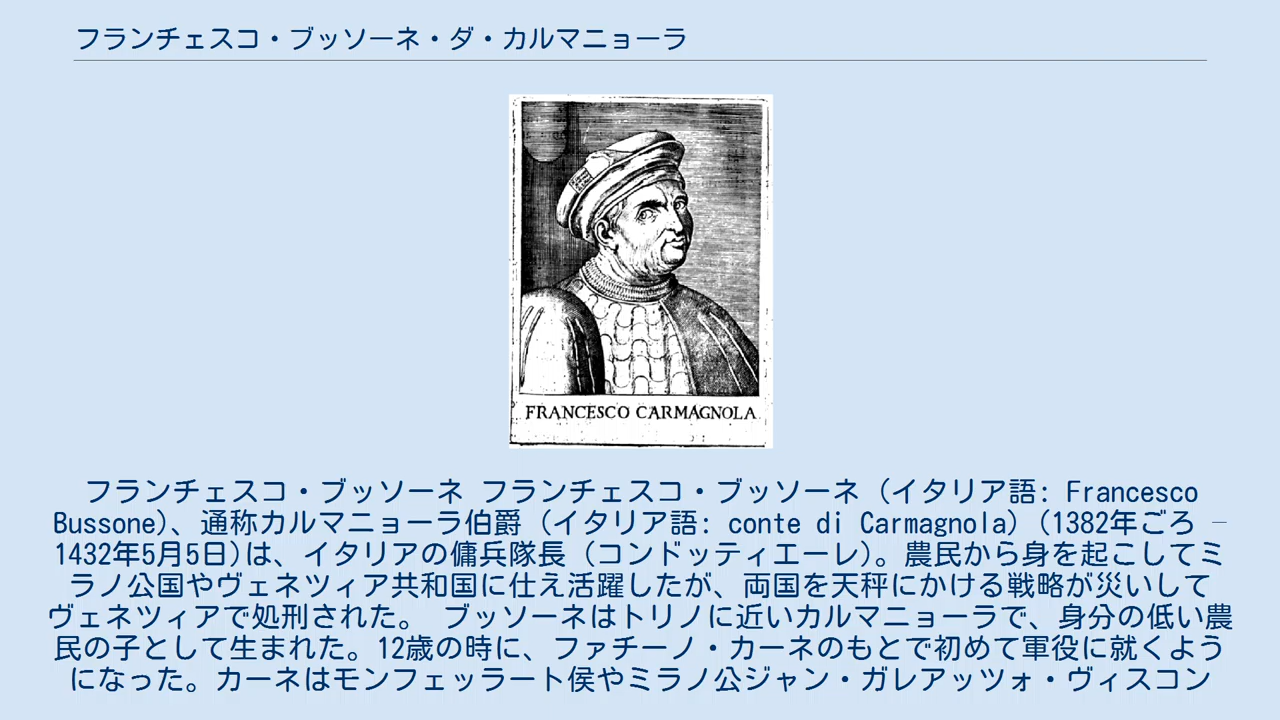 フランチェスコ・ブッソーネ・ダ・カルマニョーラ
FRANCESCO CARMAGNOLA
フランチェスコ・ブッソーネ フランチェスコ・ブッソーネ (イタリア語: Francesco
Bussone)、通称カルマニョーラ伯爵 (イタリア語: conte di Carmagnola) (1382年ごろ –
1432年5月5日)は、イタリアの傭兵隊長 (コンドッティエーレ)。農民から身を起こしてミ
ラノ公国やヴェネツィア共和国に仕え活躍したが、両国を天秤にかける戦略が災いして
ヴェネツィアで処刑された。 ブッソーネはトリノに近いカルマニョーラで、身分の低い農
民の子として生まれた。12歳の時に、ファチーノ・カーネのもとで初めて軍役に就くよう
になった。カーネはモンフェッラート侯やミラノ公ジャン・ガレアッツォ・ヴィスコン